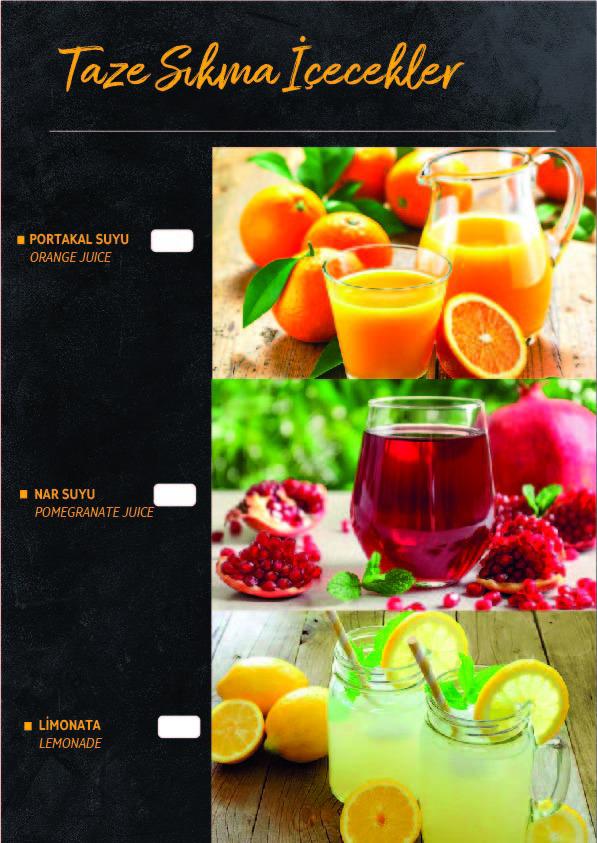 Taze Sıkma İçecekler
PORTAKAL SUYU
ORANGE JUICE
NAR SUYU
POMEGRANATE JUICE
LİMONATA
LEMONADE